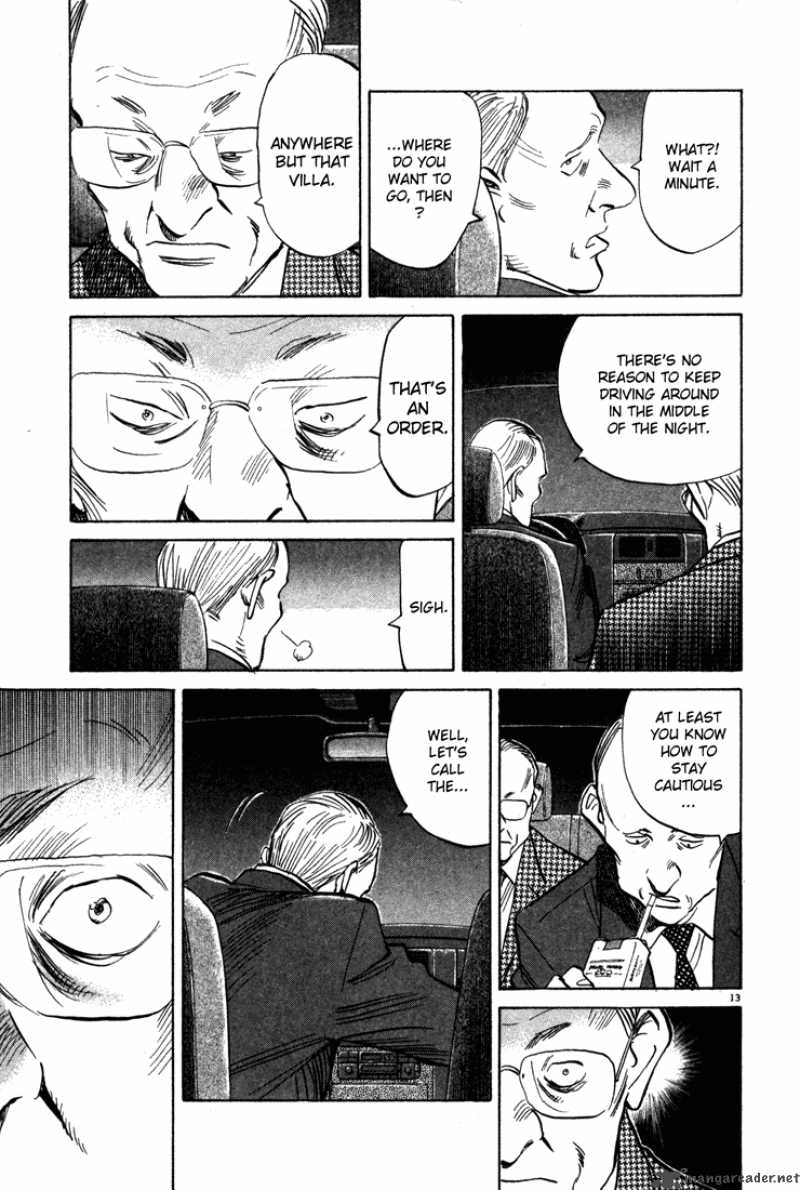 WHAT?!
WAIT A
MINUTE.
...WHERE
DO YOU
WANT TO
GO, THEN
?
ANYWHERE
BUT THAT
VILLA.
THERE'S NO
REASON TO KEEP
DRIVING AROUND
IN THE MIDDLE
OF THE NIGHT.
THAT'S
AN
ORDER.
SIGH.
AT LEAST
YOU KNOW
HOW TO
STAY
CAUTIOUS
...
WELL,
LET'S
CALL
THE...
13
mangareader.net